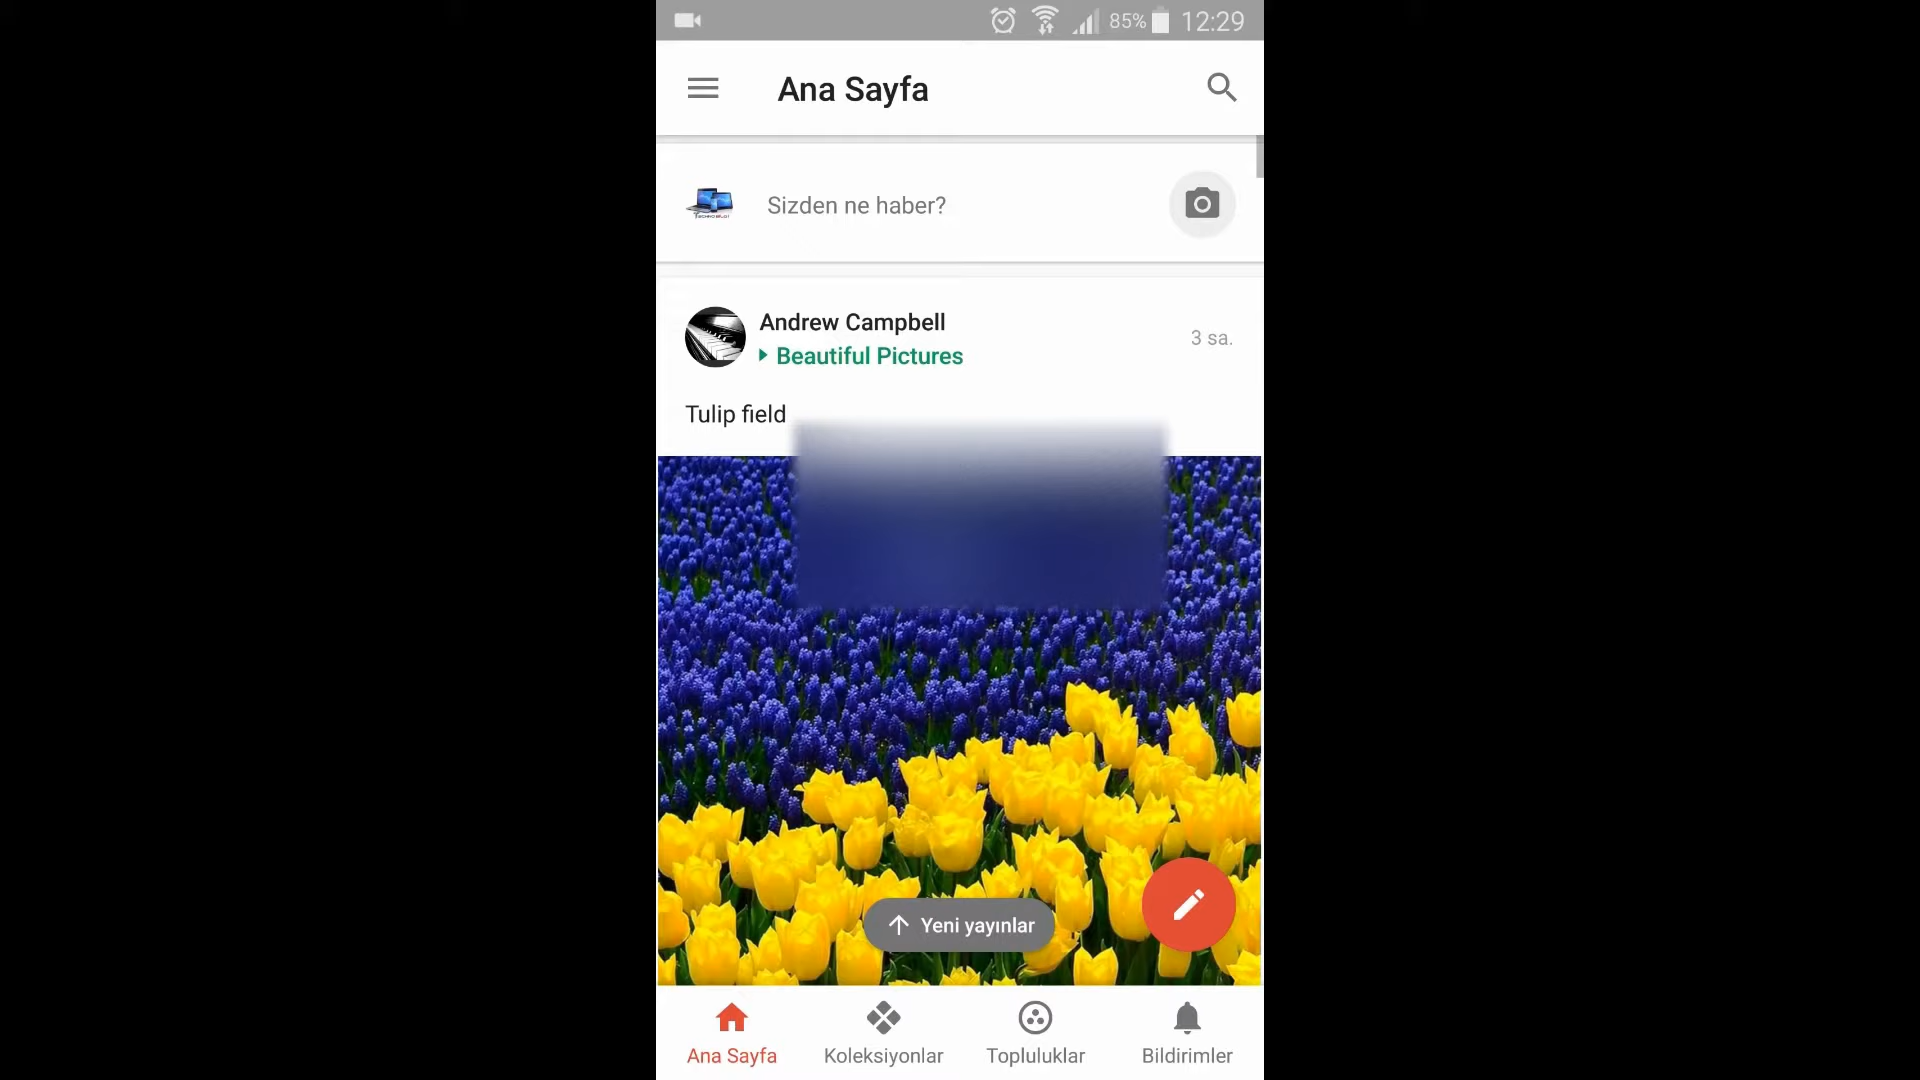 85% 12:29
Ana Sayfa
Sizden ne haber?
Andrew Campbell
Beautiful Pictures
3 sa.
Tulip field
Yeni yayınlar
Ana Sayfa
Koleksiyonlar
Topluluklar
Bildirimler